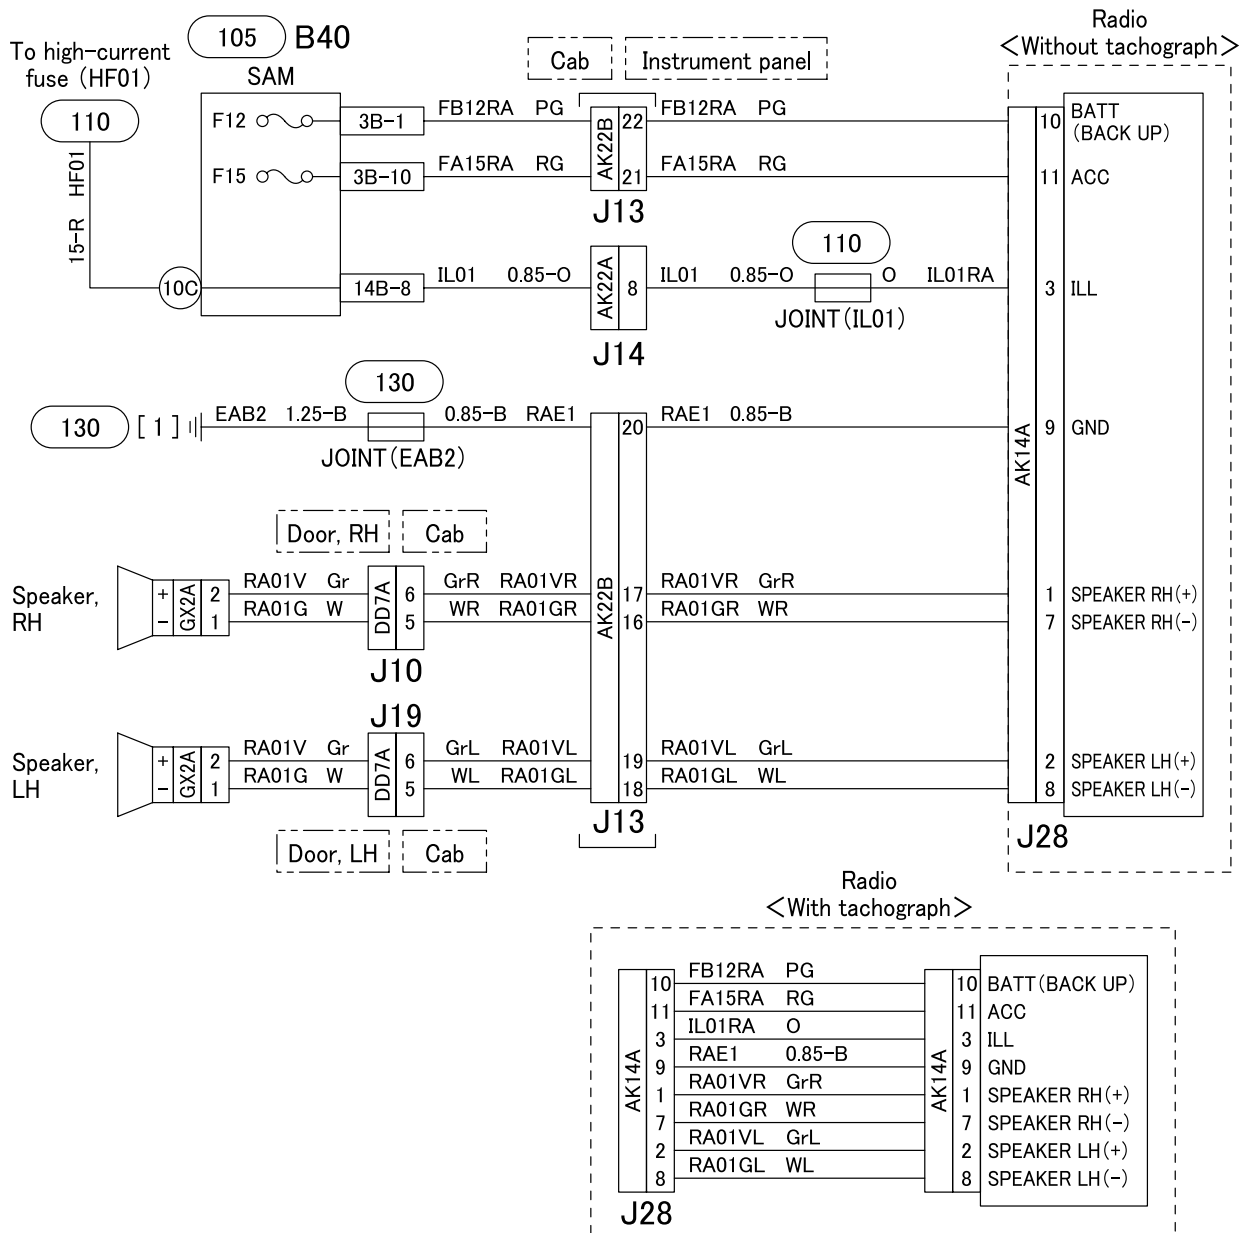 105 B40
Radio
<Without tachograph>
To high-current
fuse (HF01)
SAM
Cab Instrument panel
110
HF01
15-R
10C
F12 3B-1 FB12RA PG 22 FB12RA PG 10 BATT
(BACK UP)
F15 3B-10 FA15RA RG 21 FA15RA RG 11 ACC
AK22B
J13
110
14B-8 IL01 0.85-O 8 IL01 0.85-O O IL01RA 3 ILL
AK22A
JOINT(IL01)
J14
130
130 [1] EAB2 1.25-B 0.85-B RAE1 20 RAE1 0.85-B 9 GND
JOINT(EAB2)
AK14A
Door, RH Cab
AK22B
Speaker,
RH
+ 2 RA01V Gr 6 GrR RA01VR 17 RA01VR GrR 1 SPEAKER RH(+)
- 1 RA01G W 5 WR RA01GR 16 RA01GR WR 7 SPEAKER RH(-)
GX2A
DD7A
J10
J19
Speaker,
LH
+ 2 RA01V Gr 6 GrL RA01VL 19 RA01VL GrL 2 SPEAKER LH(+)
- 1 RA01G W 5 WL RA01GL 18 RA01GL WL 8 SPEAKER LH(-)
GX2A
DD7A
J13
J28
Door, LH Cab
Radio
<With tachograph>
10 FB12RA PG 10 BATT(BACK UP)
11 FA15RA RG 11 ACC
3 IL01RA O 3 ILL
9 RAE1 0.85-B 9 GND
1 RA01VR GrR 1 SPEAKER RH(+)
7 RA01GR WR 7 SPEAKER RH(-)
2 RA01VL GrL 2 SPEAKER LH(+)
8 RA01GL WL 8 SPEAKER LH(-)
AK14A
AK14A
J28